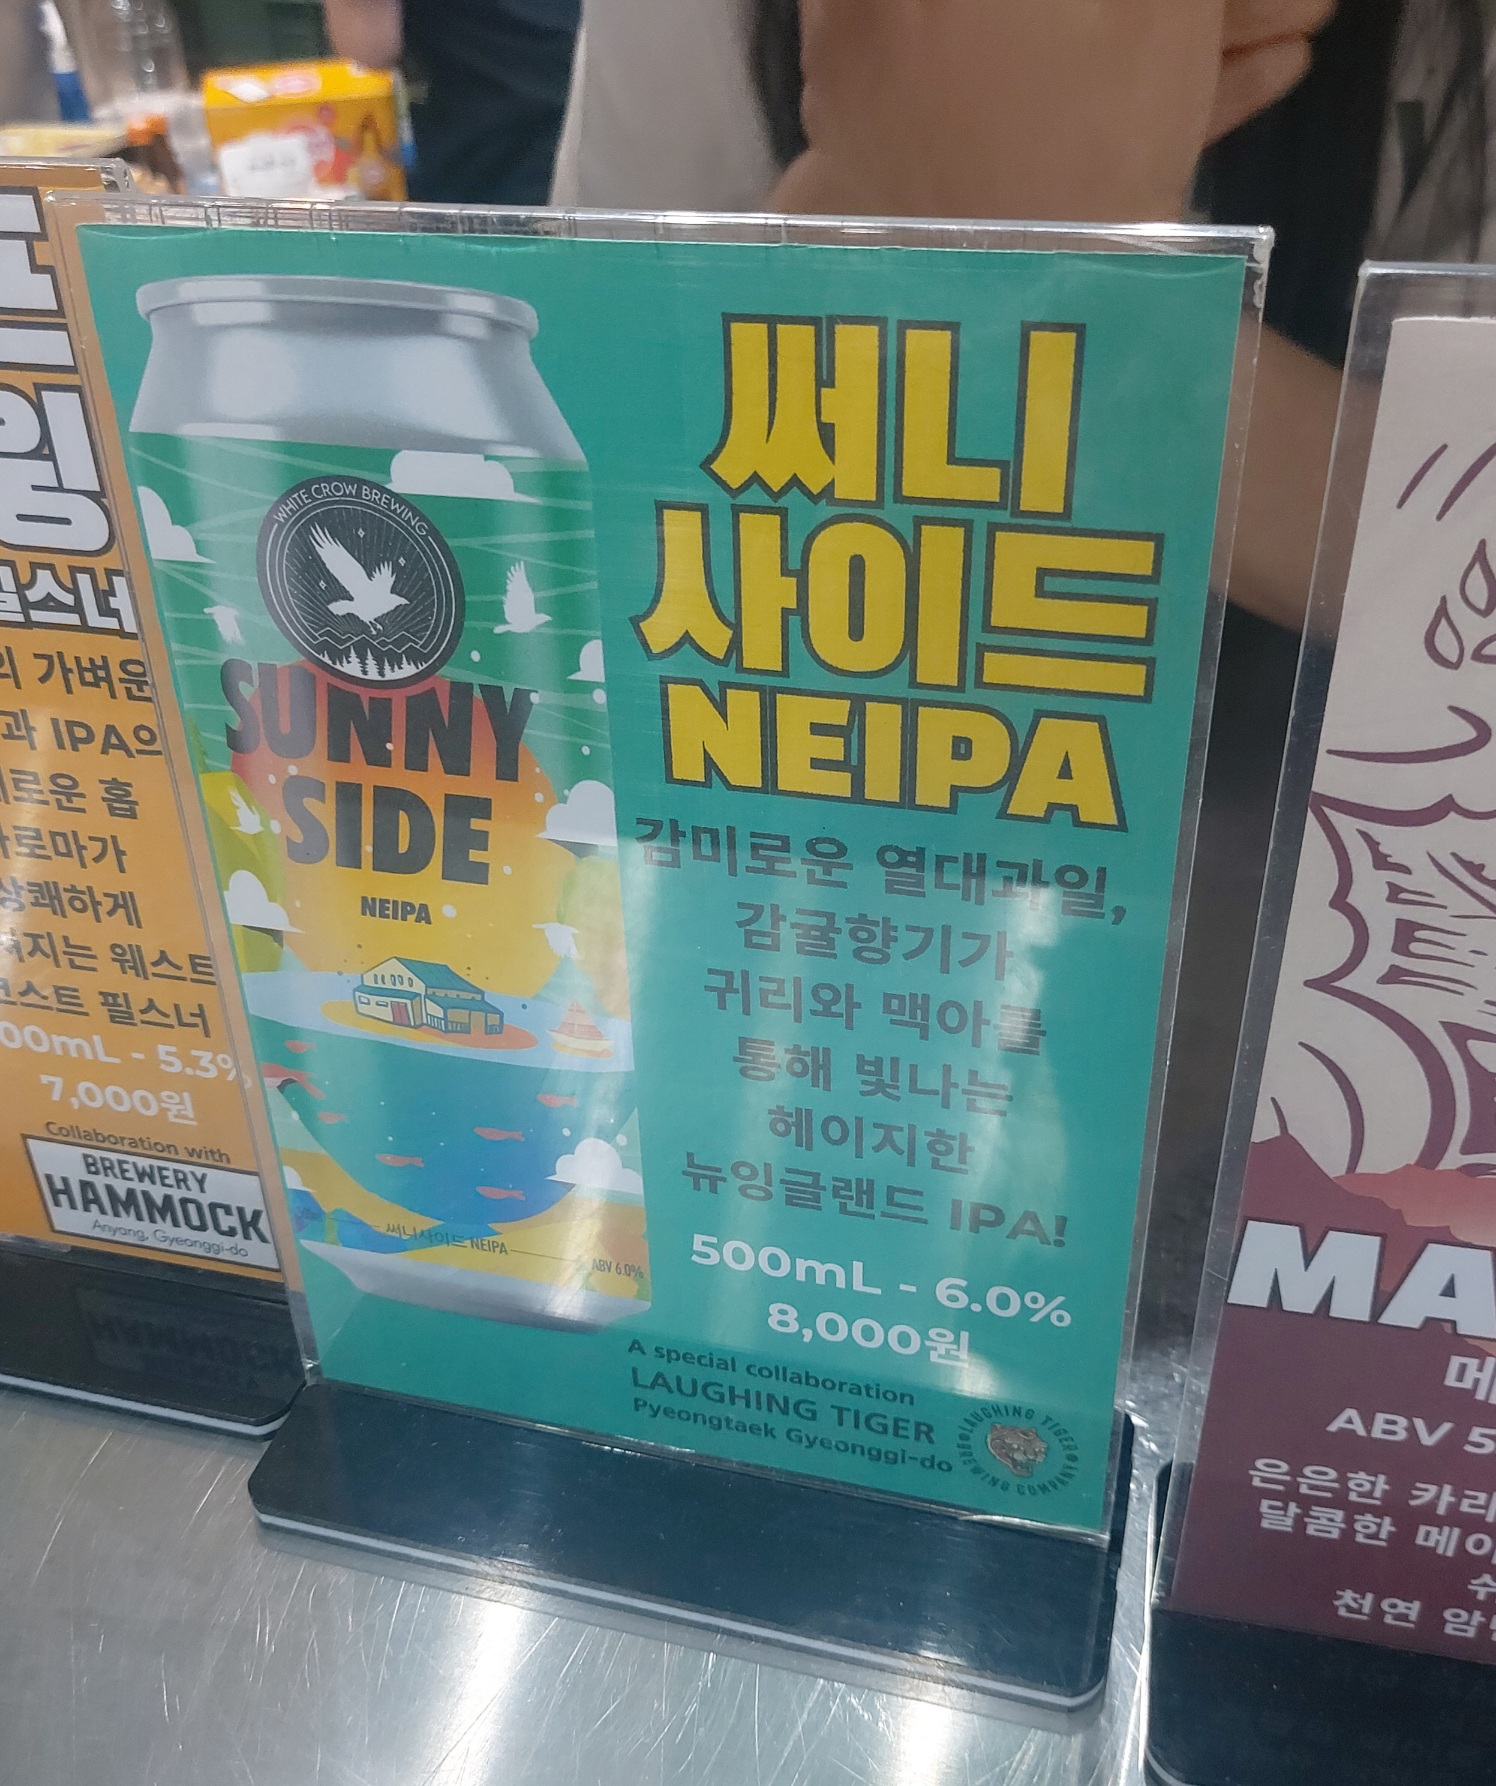 필스너
의 가벼운
과 IPA의
로운 홉
아로마가
상쾌하게
지는 웨스트
코스트 필스너
00mL - 5.3%
7,000원
Collaboration with
BREWERY
HAMMOCK
Anyang, Gyeonggi-do
WHITE CROW BREWING
SUNNY
SIDE
NEIPA
써니사이드 NEIPA
ABV 6.0%
써니
사이드
NEIPA
감미로운 열대과일,
감귤향기가
귀리와 맥아를
통해 빛나는
헤이지한
뉴잉글랜드 IPA!
500mL - 6.0%
8,000원
A special collaboration
LAUGHING TIGER
Pyeongtaek Gyeonggi-do
LAUGHING TIGER BREWING COMPANY
MA
메
ABV 5
은은한 카라
달콤한 메이
수
천연 암